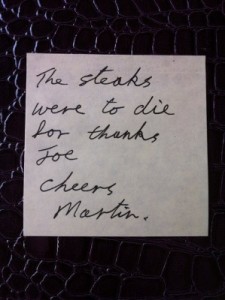 The steaks
were to die
for thanks
Joe
Cheers
Martin.